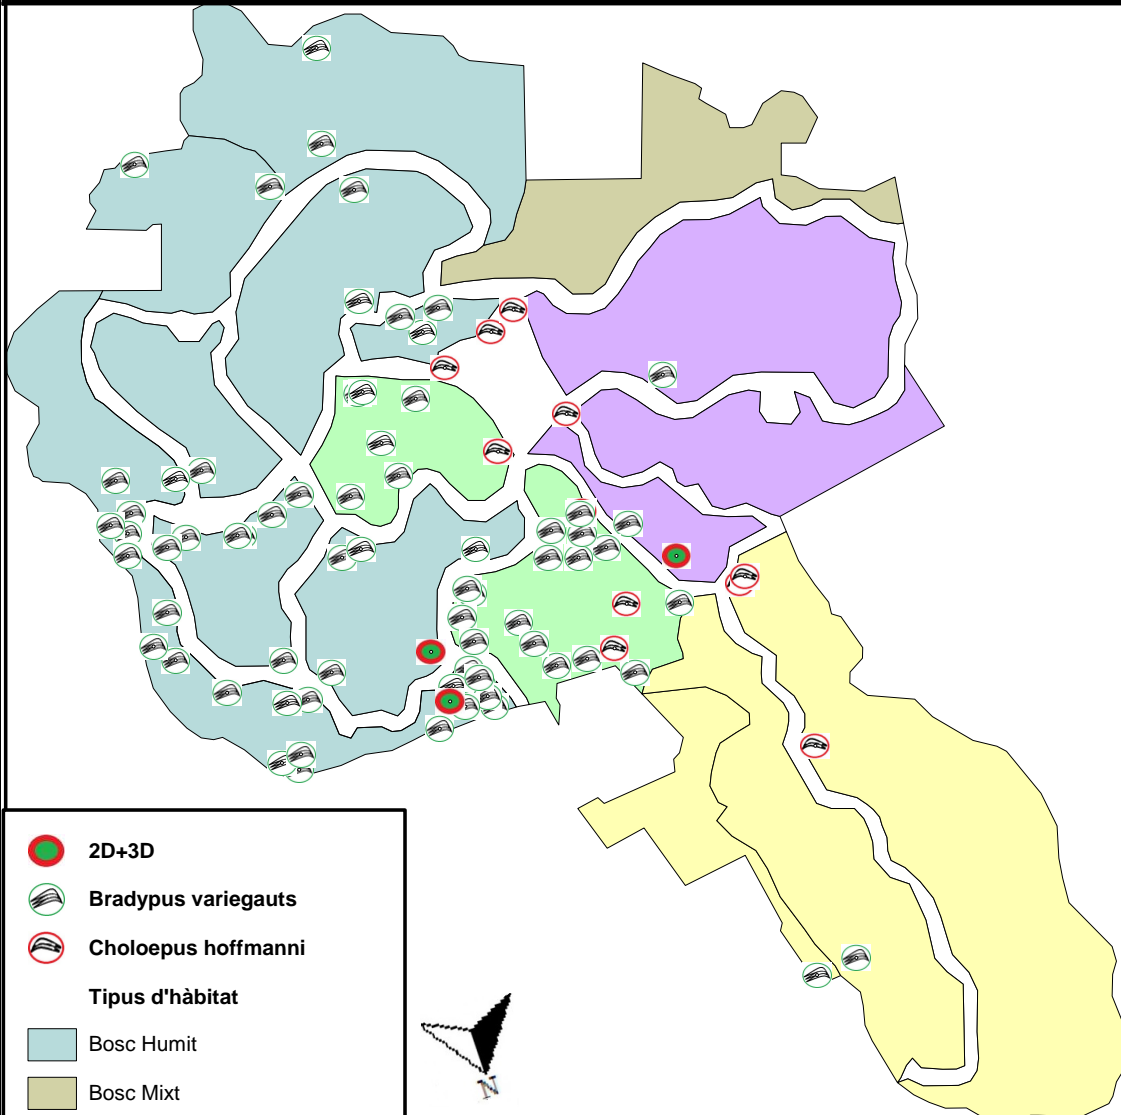 2D+3D
Bradypus variegauts
Choloepus hoffmanni
Tipus d'hàbitat
Bosc Humit
Bosc Mixt
N